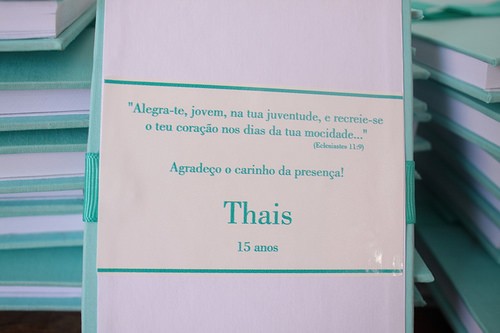 "Alegra-te, jovem, na tua juventude, e recreie-se
o teu coração nos dias da tua mocidade..."
(Eclesiastes 11:9)
Agradeço o carinho da presença!
Thais
15 anos